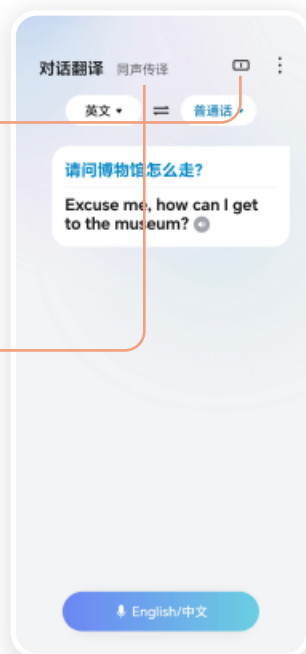 对话翻译 同声传译
英文 普通话
请问博物馆怎么走?
Excuse me, how can I get
to the museum?
English/中文